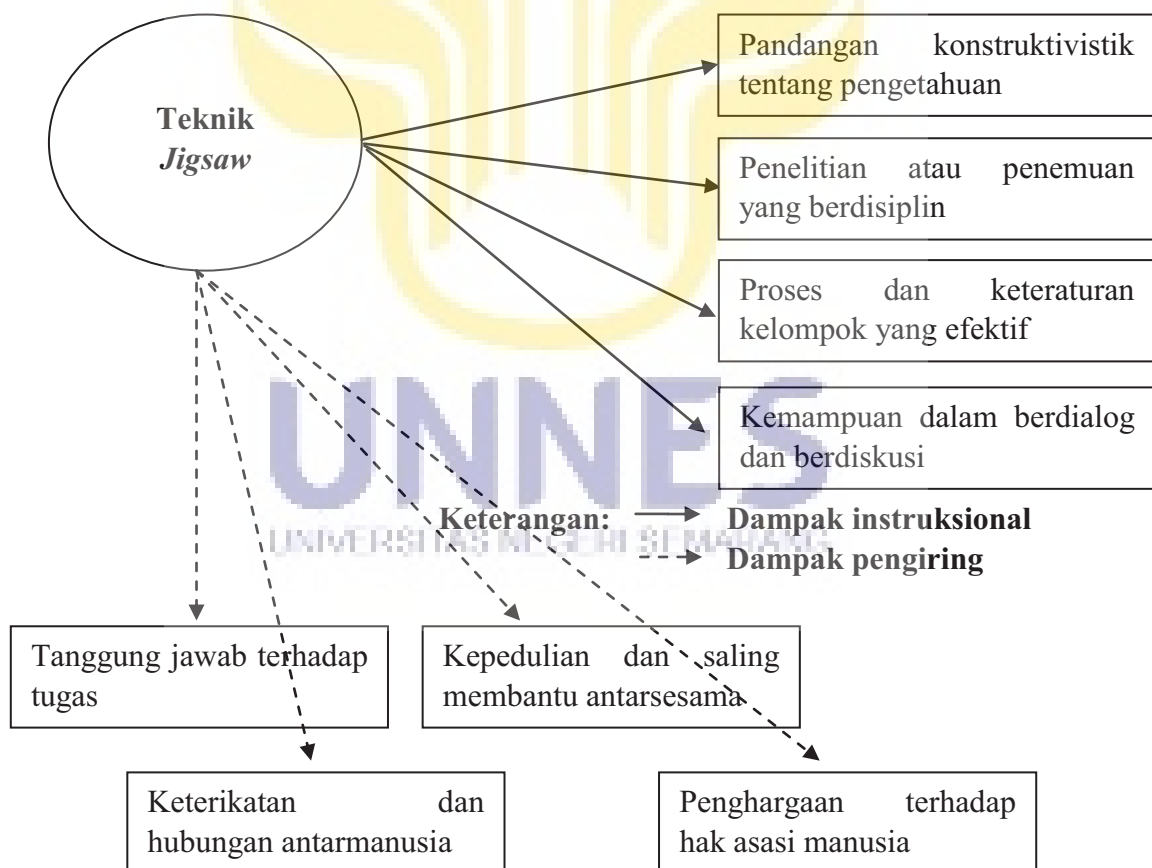 Teknik
Jigsaw
Pandangan konstruktivistik
tentang pengetahuan
Penelitian atau penemuan
yang berdisiplin
Proses dan keteraturan
kelompok yang efektif
Kemampuan dalam berdialog
dan berdiskusi
UNNES
UNIVERSITAS NEGERI SEMARANG
Keterangan: Dampak instruksional
Dampak pengiring
Tanggung jawab terhadap
tugas
Kepedulian dan saling
membantu antarsesama
Keterikatan dan
hubungan antarmanusia
Penghargaan terhadap
hak asasi manusia